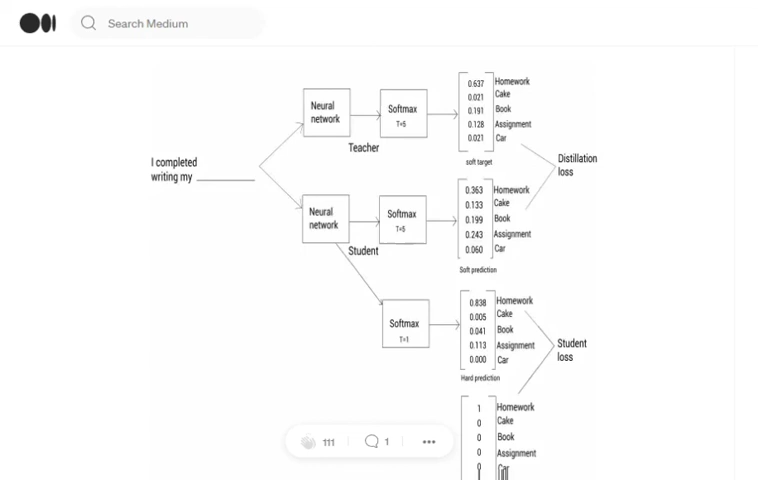 Search Medium
Neural
network
Softmax
T=5
Teacher
0.637 Homework
0.021 Cake
0.191 Book
0.128 Assignment
0.021 Car
soft target
I completed
writing my ___________
Distillation
loss
Neural
network
Softmax
T=5
Student
0.363 Homework
0.133 Cake
0.199 Book
0.243 Assignment
0.060 Car
Soft prediction
Softmax
T=1
0.838 Homework
0.005 Cake
0.041 Book
0.113 Assignment
0.000 Car
Hard prediction
Student
loss
1 Homework
0 Cake
0 Book
0 Assignment
0 Car
111 1